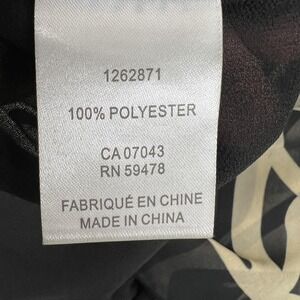 1262871
100% POLYESTER
CA 07043
RN 59478
FABRIQUÉ EN CHINE
MADE IN CHINA